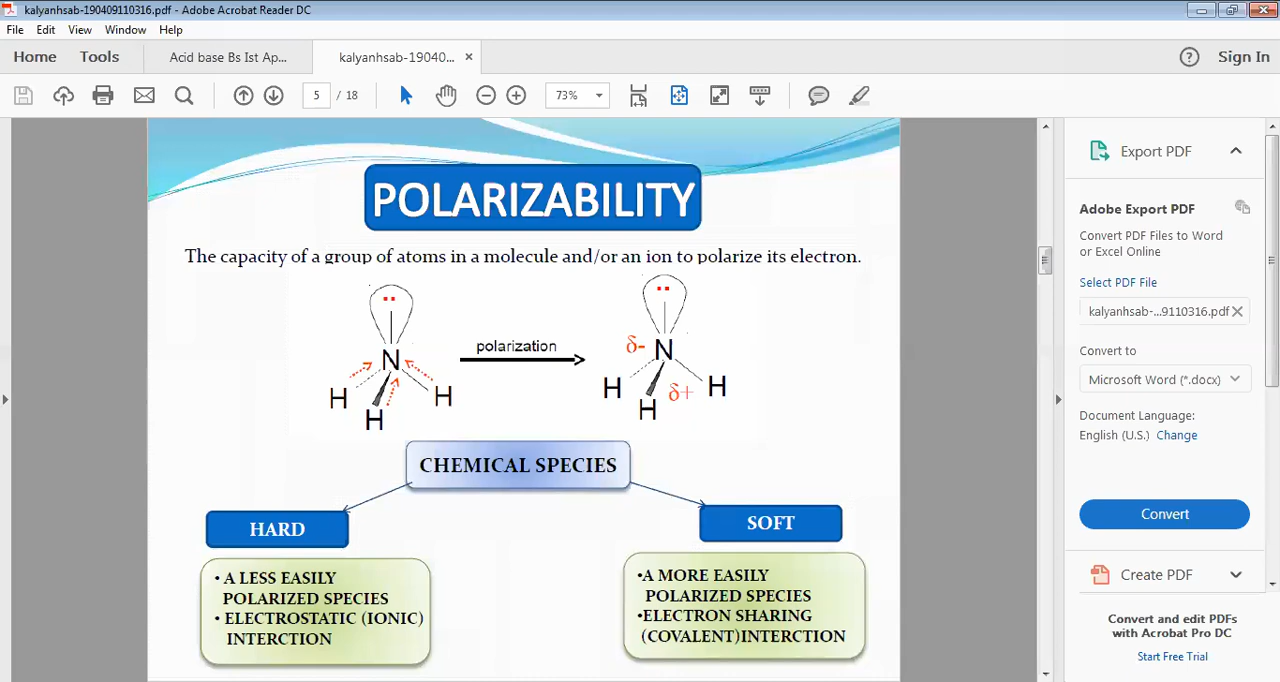 kalyanhsab-190409110316.pdf - Adobe Acrobat Reader DC
File Edit View Window Help
Home Tools Acid base Bs Ist Ap... kalyanhsab-19040... × ? Sign In
5 / 18 73%
POLARIZABILITY
The capacity of a group of atoms in a molecule and/or an ion to polarize its electron.
N
H
H
H
polarization
δ- N
H
H
δ+
H
CHEMICAL SPECIES
HARD
SOFT
• A LESS EASILY
POLARIZED SPECIES
• ELECTROSTATIC (IONIC)
INTERCTION
•A MORE EASILY
POLARIZED SPECIES
•ELECTRON SHARING
(COVALENT)INTERCTION
Export PDF
Adobe Export PDF
Convert PDF Files to Word
or Excel Online
Select PDF File
kalyanhsab-...9110316.pdf ×
Convert to
Microsoft Word (*.docx)
Document Language:
English (U.S.) Change
Convert
Create PDF
Convert and edit PDFs
with Acrobat Pro DC
Start Free Trial